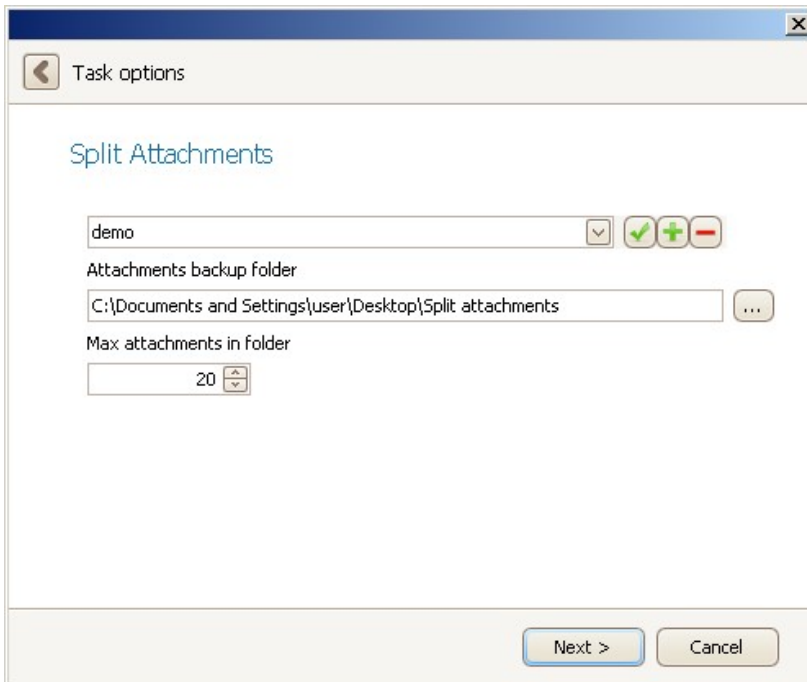 Task options
Split Attachments
demo
Attachments backup folder
C:\Documents and Settings\user\Desktop\Split attachments
...
Max attachments in folder
20
Next >
Cancel